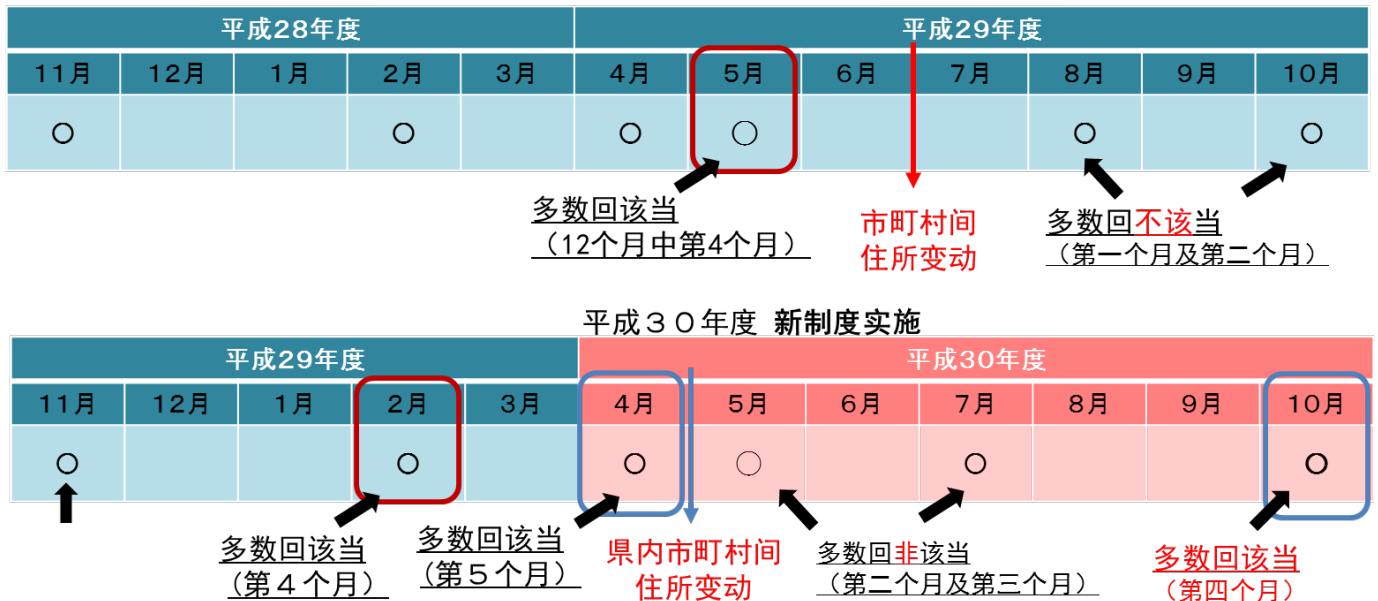 平成28年度 平成29年度
11月 12月 1月 2月 3月 4月 5月 6月 7月 8月 9月 10月
○ ○ ○ ○ ○ ○
多数回该当
（12个月中第4个月）
市町村间
住所变动
多数回不该当
（第一个月及第二个月）
平成３０年度 新制度实施
平成29年度 平成30年度
11月 12月 1月 2月 3月 4月 5月 6月 7月 8月 9月 10月
○ ○ ○ ○ ○ ○
多数回该当
(第４个月)
多数回该当
(第５个月)
県内市町村间
住所变动
多数回非该当
（第二个月及第三个月）
多数回该当
（第四个月）